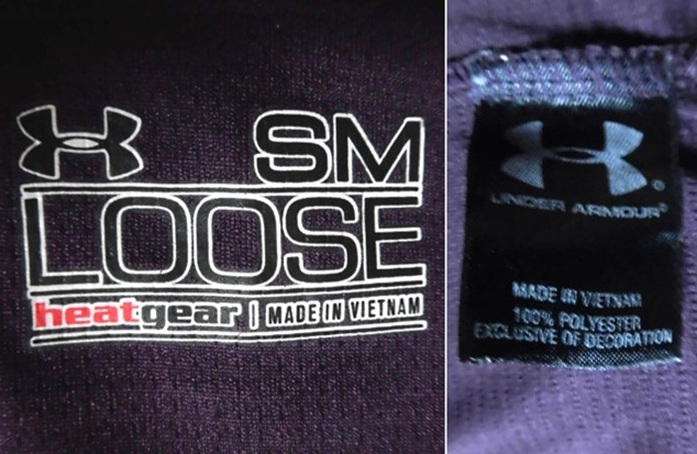 SM
LOOSE
heatgear | MADE IN VIETNAM
UNDER ARMOUR®
MADE IN VIETNAM
100% POLYESTER
EXCLUSIVE OF DECORATION